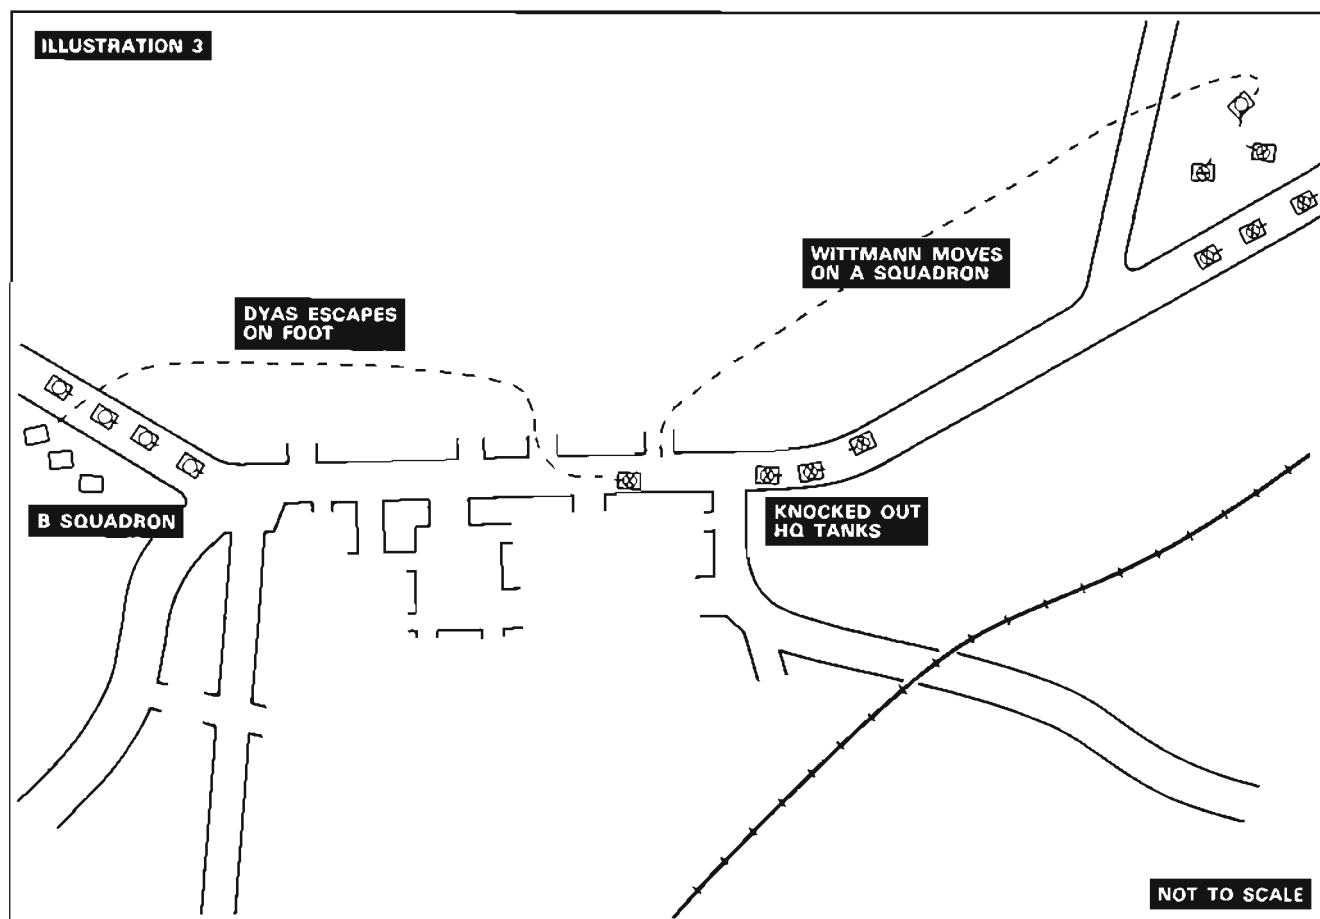 ILLUSTRATION 3
WITTMANN MOVES
ON A SQUADRON
DYAS ESCAPES
ON FOOT
B SQUADRON
KNOCKED OUT
HQ TANKS
NOT TO SCALE